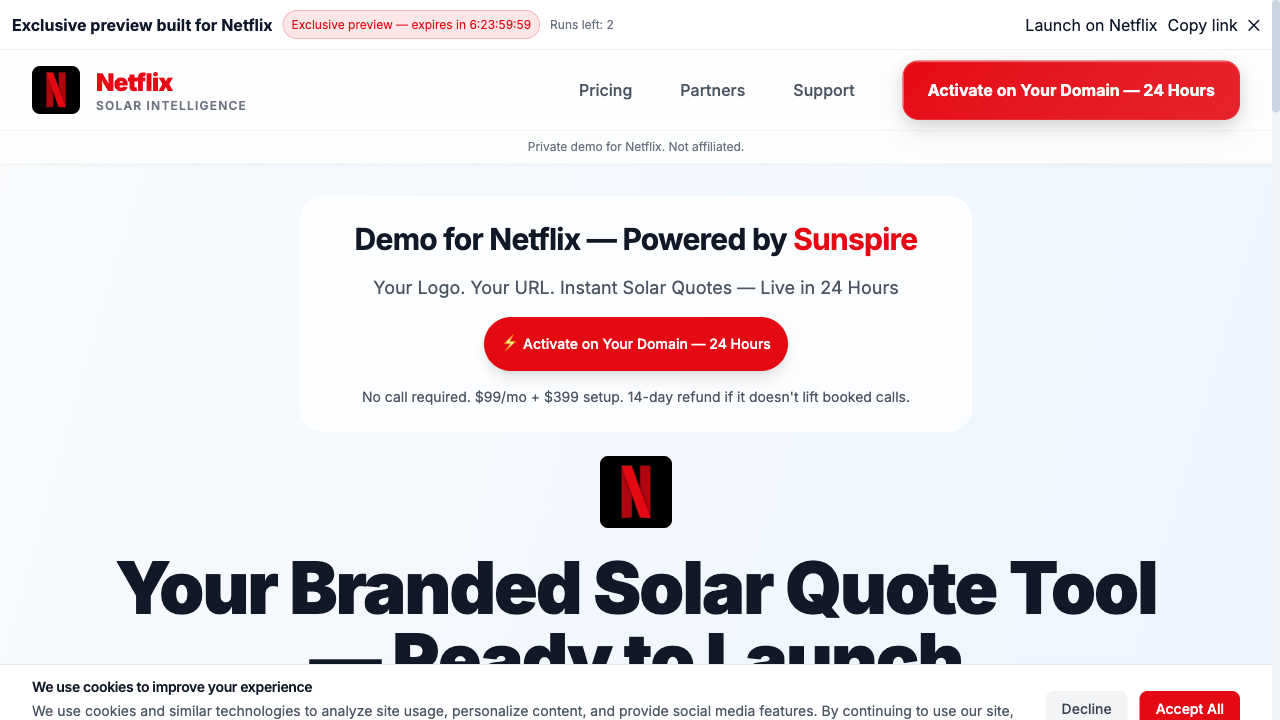 Exclusive preview built for Netflix
Exclusive preview — expires in 6:23:59:59
Runs left: 2
Launch on Netflix
Copy link
Netflix
SOLAR INTELLIGENCE
Pricing
Partners
Support
Activate on Your Domain — 24 Hours
Private demo for Netflix. Not affiliated.
Demo for Netflix — Powered by Sunspire
Your Logo. Your URL. Instant Solar Quotes — Live in 24 Hours
⚡ Activate on Your Domain — 24 Hours
No call required. $99/mo + $399 setup. 14-day refund if it doesn't lift booked calls.
N
Your Branded Solar Quote Tool
— Ready to Launch
We use cookies to improve your experience
We use cookies and similar technologies to analyze site usage, personalize content, and provide social media features. By continuing to use our site,
Decline
Accept All